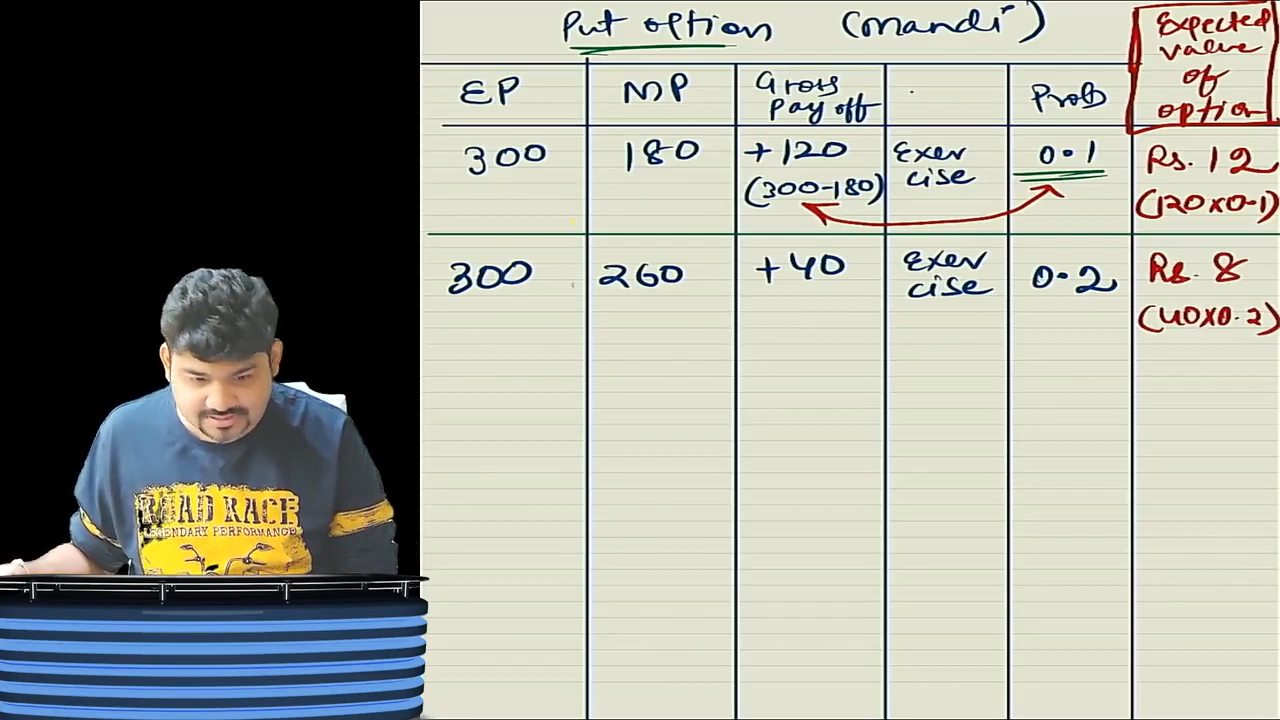 Put option (mandi)
Expected value of option
EP MP Gross Pay off Prob
300 180 +120 Exercise 0.1 Rs. 12
(300-180) (120x0.1)
300 260 +40 Exercise 0.2 Rs. 8
(40x0.2)
ROAD RACE
LEGENDARY PERFORMANCE